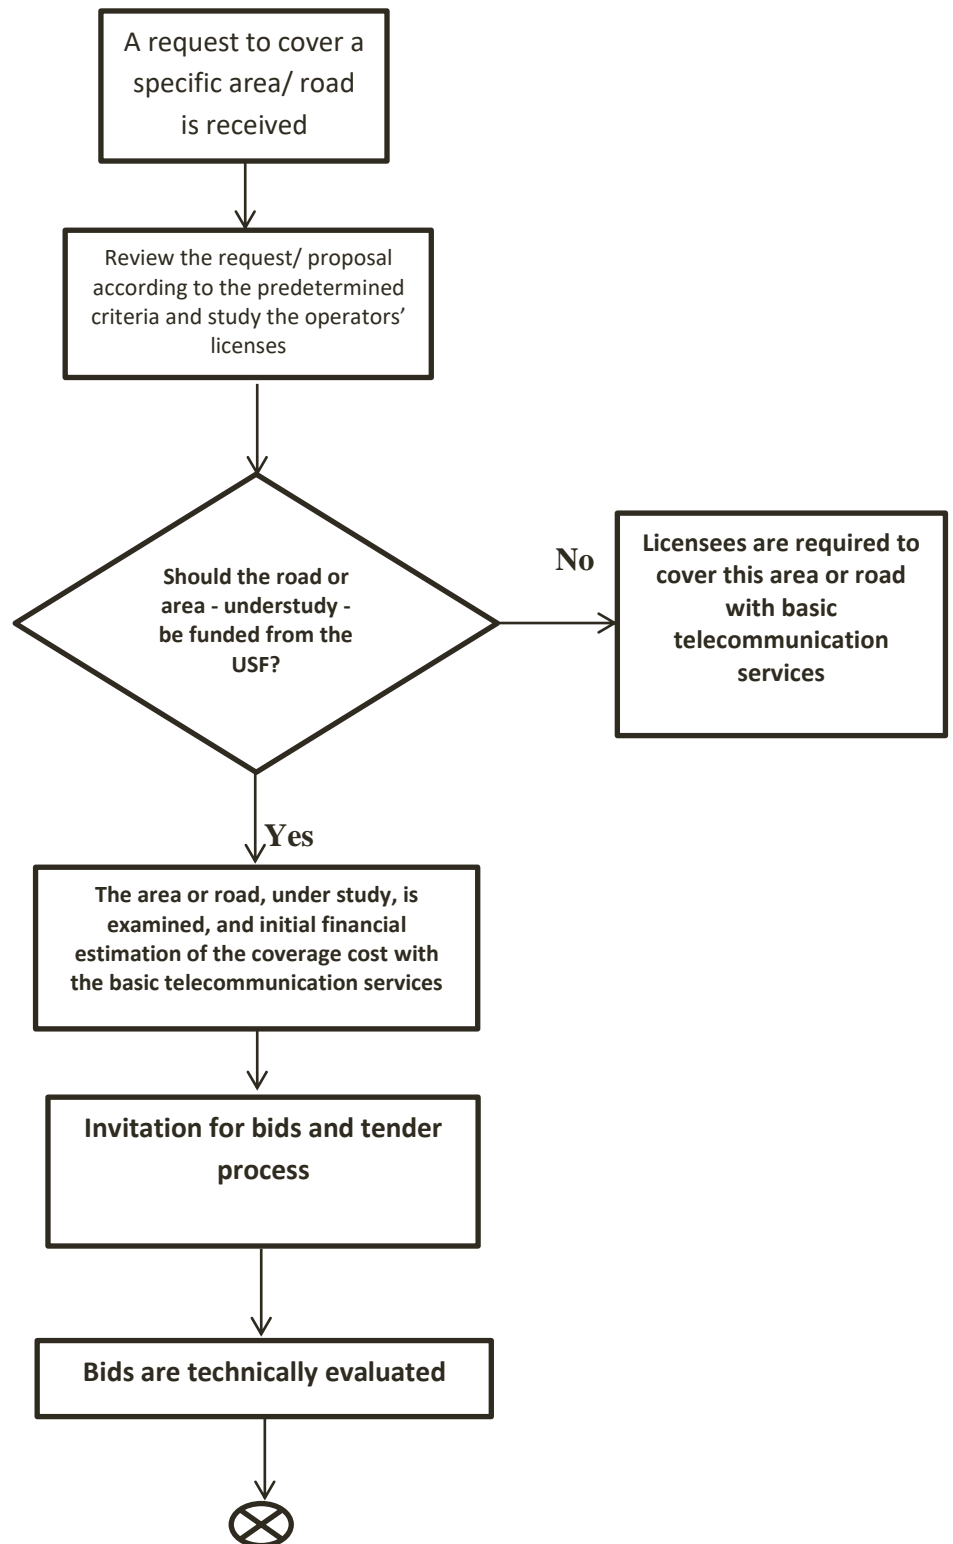 A request to cover a
specific area/ road
is received
Review the request/ proposal
according to the predetermined
criteria and study the operators’
licenses
Should the road or
area - understudy -
be funded from the
USF?
No
Licensees are required to
cover this area or road
with basic
telecommunication
services
Yes
The area or road, under study, is
examined, and initial financial
estimation of the coverage cost with
the basic telecommunication services
Invitation for bids and tender
process
Bids are technically evaluated